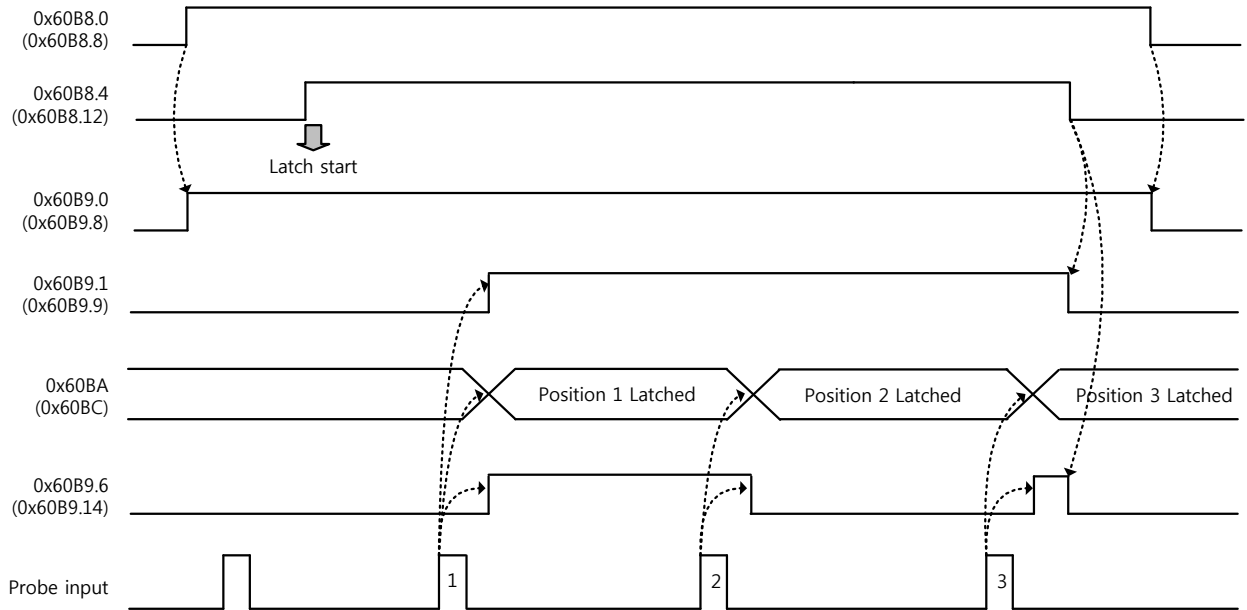 0x60B8.0
(0x60B8.8)
0x60B8.4
(0x60B8.12)
Latch start
0x60B9.0
(0x60B9.8)
0x60B9.1
(0x60B9.9)
0x60BA
(0x60BC)
Position 1 Latched
Position 2 Latched
Position 3 Latched
0x60B9.6
(0x60B9.14)
Probe input
1
2
3